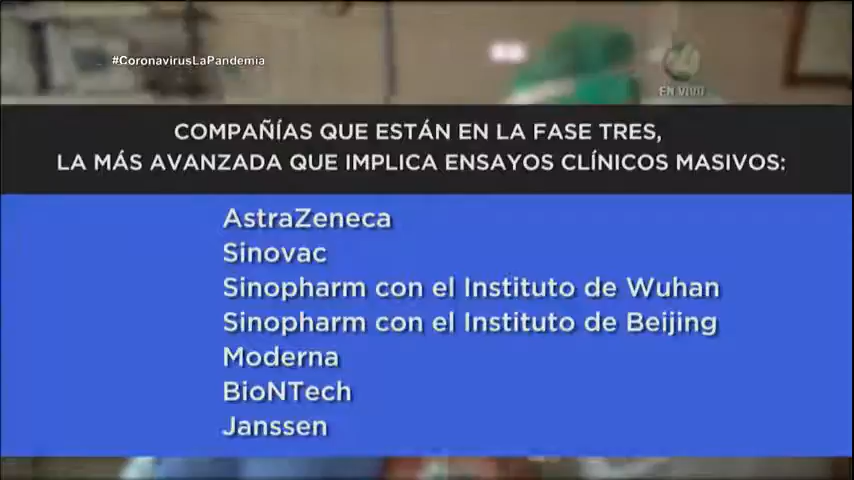 #CoronavirusLaPandemia
EN VIVO
COMPAÑÍAS QUE ESTÁN EN LA FASE TRES,
LA MÁS AVANZADA QUE IMPLICA ENSAYOS CLÍNICOS MASIVOS:
AstraZeneca
Sinovac
Sinopharm con el Instituto de Wuhan
Sinopharm con el Instituto de Beijing
Moderna
BioNTech
Janssen